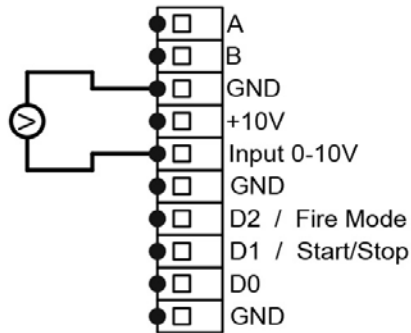 A
B
GND
+10V
V
Input 0-10V
GND
D2 / Fire Mode
D1 / Start/Stop
D0
GND